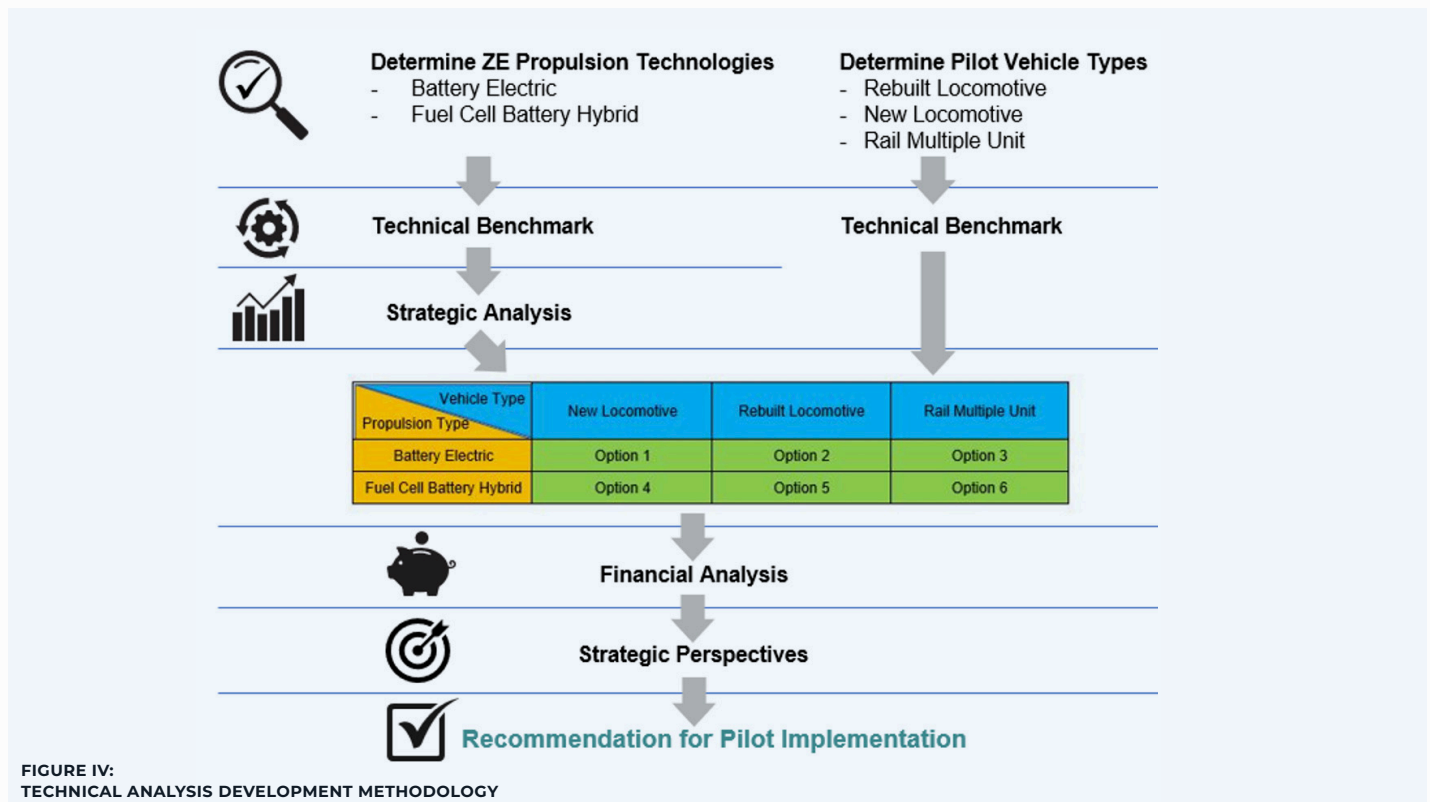 Determine ZE Propulsion Technologies
- Battery Electric
- Fuel Cell Battery Hybrid
Determine Pilot Vehicle Types
- Rebuilt Locomotive
- New Locomotive
- Rail Multiple Unit
Technical Benchmark
Technical Benchmark
Strategic Analysis
Vehicle Type
Propulsion Type
New Locomotive
Rebuilt Locomotive
Rail Multiple Unit
Battery Electric
Option 1
Option 2
Option 3
Fuel Cell Battery Hybrid
Option 4
Option 5
Option 6
Financial Analysis
Strategic Perspectives
Recommendation for Pilot Implementation
FIGURE IV:
TECHNICAL ANALYSIS DEVELOPMENT METHODOLOGY